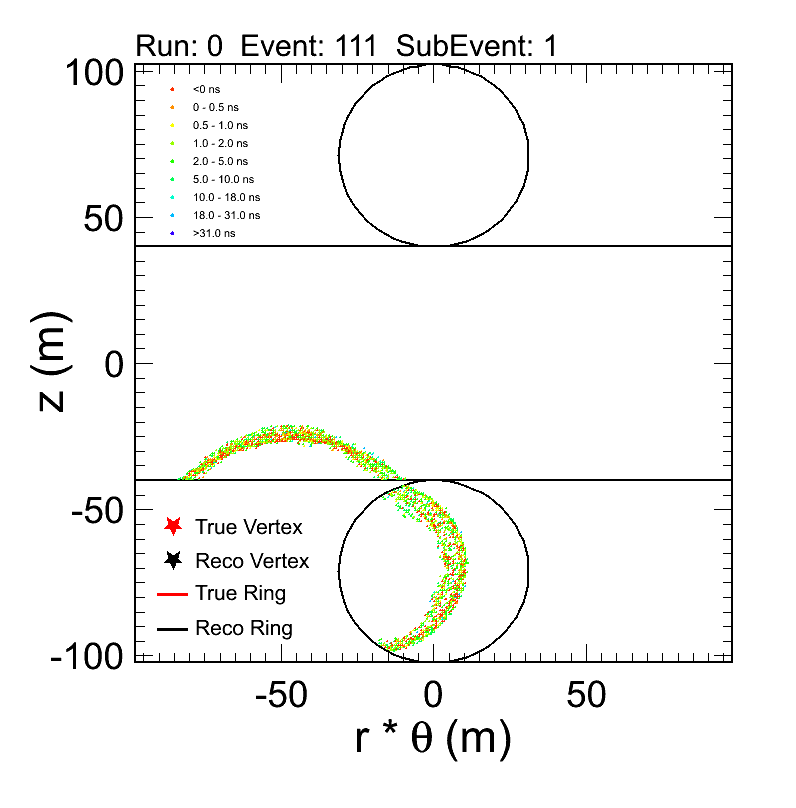 Run: 0  Event: 111  SubEvent: 1
100
<0 ns
0 - 0.5 ns
0.5 - 1.0 ns
1.0 - 2.0 ns
2.0 - 5.0 ns
5.0 - 10.0 ns
10.0 - 18.0 ns
18.0 - 31.0 ns
>31.0 ns
50
0
z (m)
-50
True Vertex
Reco Vertex
True Ring
Reco Ring
-100
-50 0 50
r * θ (m)